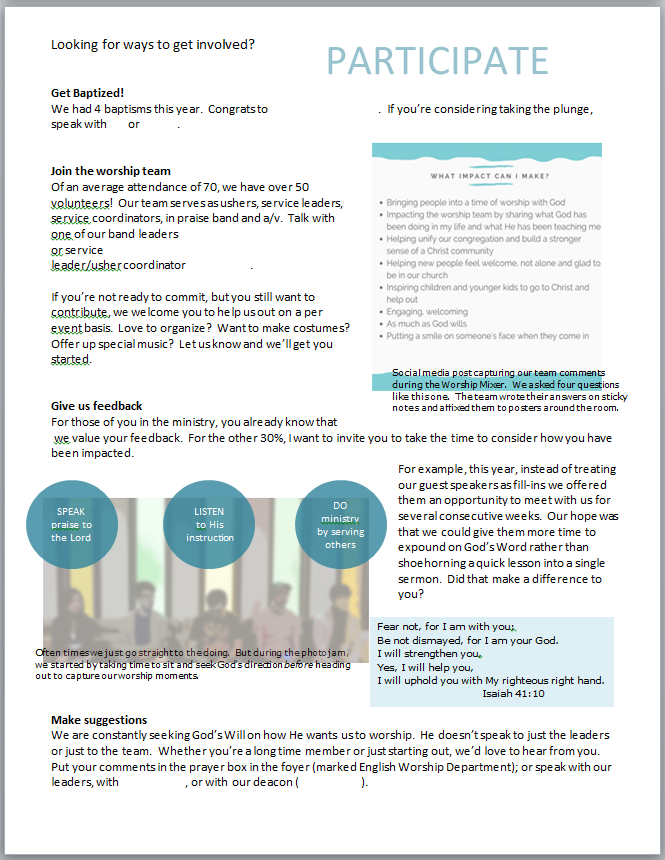 Looking for ways to get involved?
PARTICIPATE
Get Baptized!
We had 4 baptisms this year. Congrats to . If you're considering taking the plunge,
speak with or .
Join the worship team
Of an average attendance of 70, we have over 50
volunteers! Our team serves as ushers, service leaders,
service coordinators, in praise band and a/v. Talk with
one of our band leaders
or service
leader/usher coordinator .
If you're not ready to commit, but you still want to
contribute, we welcome you to help us out on a per
event basis. Love to organize? Want to make costumes?
Offer up special music? Let us know and we'll get you
started.
WHAT IMPACT CAN I MAKE?
• Bringing people into a time of worship with God
• Impacting the worship team by sharing what God has
been doing in my life and what He has been teaching me
• Helping unify our congregation and build a stronger
sense of a Christ community
• Helping new people feel welcome, not alone and glad to
be in our church
• Inspiring children and younger kids to go to Christ and
help out
• Engaging, welcoming
• As much as God wills
• Putting a smile on someone's face when they come in
Social media post capturing our team comments
during the Worship Mixer. We asked four questions
like this one. The team wrote their answers on sticky
notes and affixed them to posters around the room.
Give us feedback
For those of you in the ministry, you already know that
we value your feedback. For the other 30%, I want to invite you to take the time to consider how you have
been impacted.
SPEAK
praise to
the Lord
LISTEN
to His
instruction
DO
ministry
by serving
others
Often times we just go straight to the doing. But during the photo jam,
we started by taking time to sit and seek God's direction before heading
out to capture our worship moments.
For example, this year, instead of treating
our guest speakers as fill-ins we offered
them an opportunity to meet with us for
several consecutive weeks. Our hope was
that we could give them more time to
expound on God's Word rather than
shoehorning a quick lesson into a single
sermon. Did that make a difference to
you?
Fear not, for I am with you;
Be not dismayed, for I am your God.
I will strengthen you,
Yes, I will help you,
I will uphold you with My righteous right hand.
Isaiah 41:10
Make suggestions
We are constantly seeking God's Will on how He wants us to worship. He doesn't speak to just the leaders
or just to the team. Whether you're a long time member or just starting out, we'd love to hear from you.
Put your comments in the prayer box in the foyer (marked English Worship Department); or speak with our
leaders, with , or with our deacon ( ).